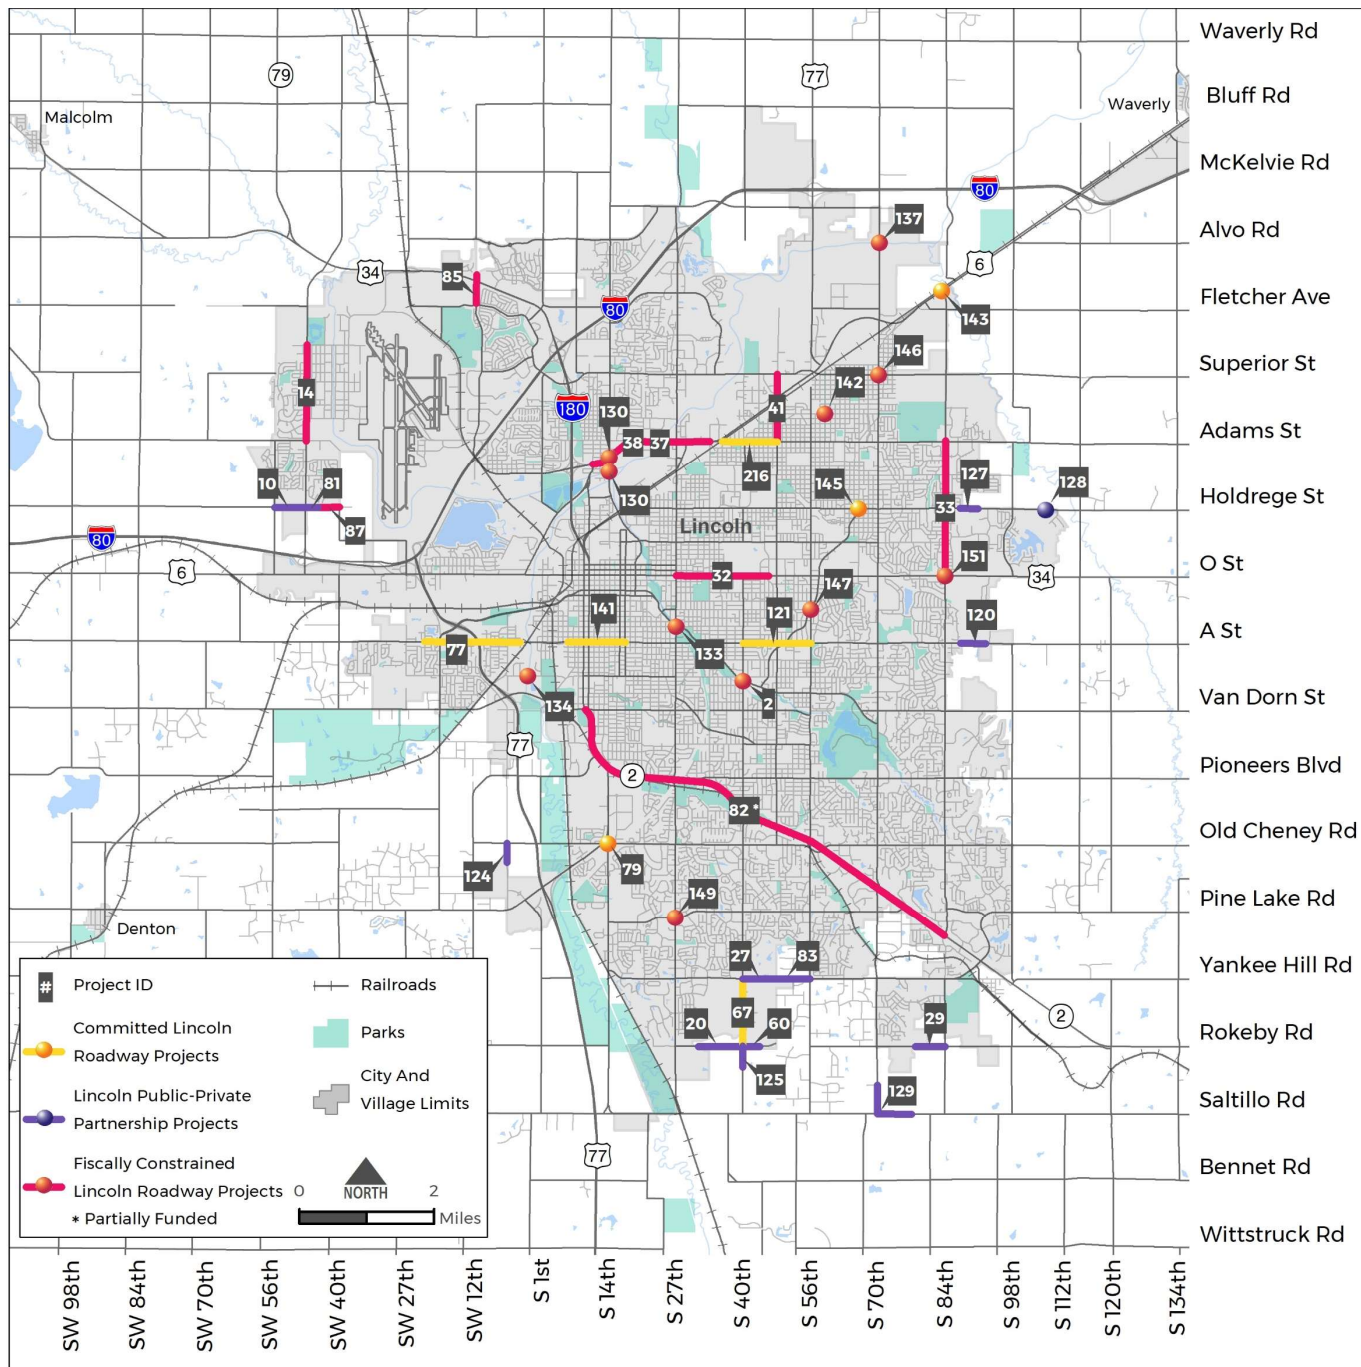 Waverly Rd
79
77
Bluff Rd
Waverly
Malcolm
McKelvie Rd
80
137
Alvo Rd
34
85
6
Fletcher Ave
80
143
146
Superior St
142
14
180
130
41
Adams St
38
37
216
10
81
145
127
128
Holdrege St
130
33
Lincoln
87
80
O St
6
151
34
32
147
141
121
120
A St
77
133
2
134
Van Dorn St
77
2
Pioneers Blvd
82 *
Old Cheney Rd
124
79
149
Pine Lake Rd
Denton
27
83
Yankee Hill Rd
67
20
60
29
2
Rokeby Rd
125
129
Saltillo Rd
77
Bennet Rd
Wittstruck Rd
# Project ID
Committed Lincoln
Roadway Projects
Lincoln Public-Private
Partnership Projects
Fiscally Constrained
Lincoln Roadway Projects
* Partially Funded
Railroads
Parks
City And
Village Limits
NORTH
0 2
Miles
SW 98th
SW 84th
SW 70th
SW 56th
SW 40th
SW 27th
SW 12th
S 1st
S 14th
S 27th
S 40th
S 56th
S 70th
S 84th
S 98th
S 112th
S 120th
S 134th